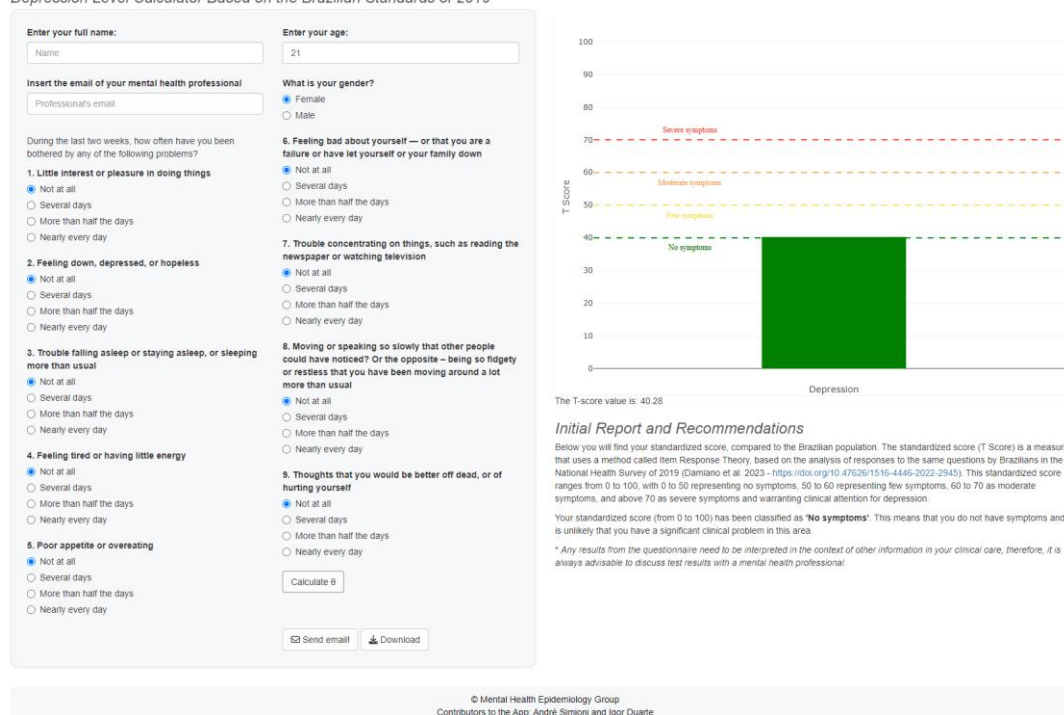 Depression Level Calculator Based on the Brazilian Standards of 2019
Enter your full name:
Name
Insert the email of your mental health professional
Professional's email
During the last two weeks, how often have you been
bothered by any of the following problems?
1. Little interest or pleasure in doing things
Not at all
Several days
More than half the days
Nearly every day
2. Feeling down, depressed, or hopeless
Not at all
Several days
More than half the days
Nearly every day
3. Trouble falling asleep or staying asleep, or sleeping
more than usual
Not at all
Several days
More than half the days
Nearly every day
4. Feeling tired or having little energy
Not at all
Several days
More than half the days
Nearly every day
5. Poor appetite or overeating
Not at all
Several days
More than half the days
Nearly every day
Enter your age:
21
What is your gender?
Female
Male
6. Feeling bad about yourself — or that you are a
failure or have let yourself or your family down
Not at all
Several days
More than half the days
Nearly every day
7. Trouble concentrating on things, such as reading the
newspaper or watching television
Not at all
Several days
More than half the days
Nearly every day
8. Moving or speaking so slowly that other people
could have noticed? Or the opposite – being so fidgety
or restless that you have been moving around a lot
more than usual
Not at all
Several days
More than half the days
Nearly every day
9. Thoughts that you would be better off dead, or of
hurting yourself
Not at all
Several days
More than half the days
Nearly every day
Calculate θ
Send email!
Download
100
90
80
Severe symptoms
70
60
Moderate symptoms
T Score
50
Few symptoms
40
No symptoms
30
20
10
0
Depression
The T-score value is: 40.28
Initial Report and Recommendations
Below you will find your standardized score, compared to the Brazilian population. The standardized score (T Score) is a measur
that uses a method called Item Response Theory, based on the analysis of responses to the same questions by Brazilians in the
National Health Survey of 2019 (Damiano et al. 2023 - https://doi.org/10.47626/1516-4446-2022-2945). This standardized score
ranges from 0 to 100, with 0 to 50 representing no symptoms, 50 to 60 representing few symptoms, 60 to 70 as moderate
symptoms, and above 70 as severe symptoms and warranting clinical attention for depression.
Your standardized score (from 0 to 100) has been classified as 'No symptoms'. This means that you do not have symptoms and
is unlikely that you have a significant clinical problem in this area.
* Any results from the questionnaire need to be interpreted in the context of other information in your clinical care, therefore, it is
always advisable to discuss test results with a mental health professional.
© Mental Health Epidemiology Group
Contributors to the App: André Simioni and Igor Duarte